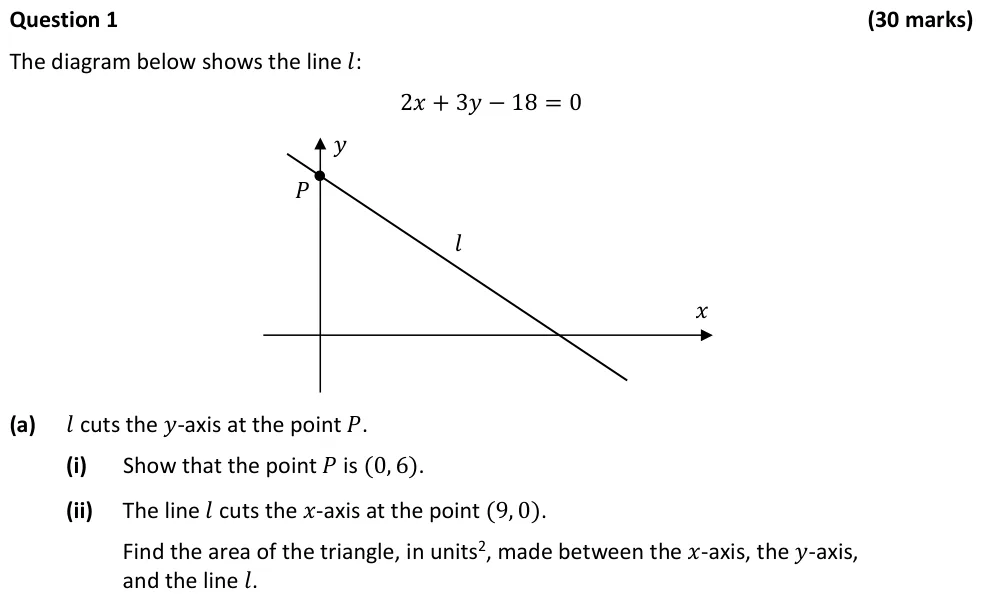 Question 1 (30 marks)
The diagram below shows the line l:
2x + 3y − 18 = 0
y
P
l
x
(a) l cuts the y-axis at the point P.
(i) Show that the point P is (0, 6).
(ii) The line l cuts the x-axis at the point (9, 0).
Find the area of the triangle, in units², made between the x-axis, the y-axis,
and the line l.